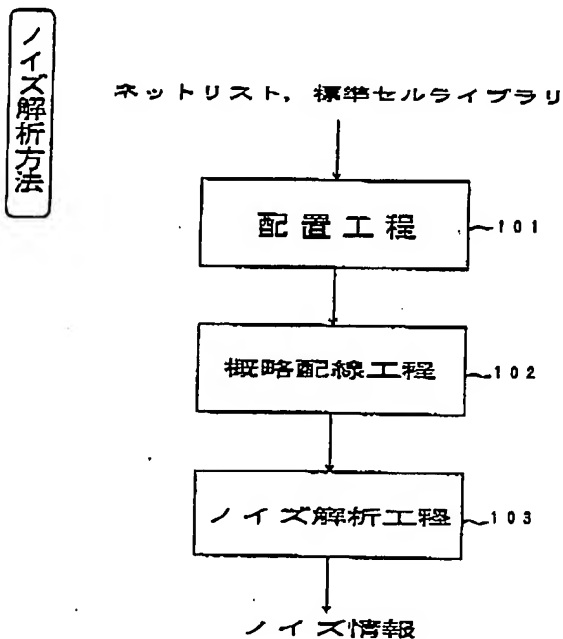 ノイズ解析方法
ネットリスト，標準セルライブラリ
配置工程
101
概略配線工程
102
ノイズ解析工程
103
ノイズ情報